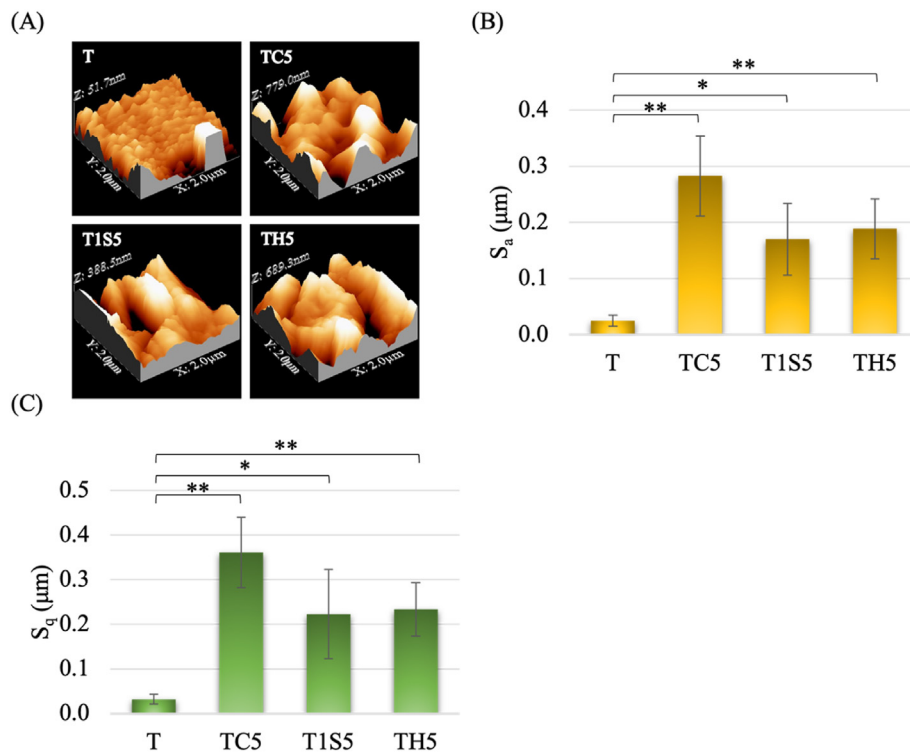 (A)
T
Z: 51.7nm
Y: 2.0μm
X: 2.0μm
TC5
Z: 779.0nm
Y: 2.0μm
X: 2.0μm
T1S5
Z: 388.5nm
Y: 2.0μm
X: 2.0μm
TH5
Z: 689.3nm
Y: 2.0μm
X: 2.0μm
(B)
**
*
**
0.4
0.3
0.2
0.1
0.0
Sa (μm)
T TC5 T1S5 TH5
(C)
**
*
**
0.5
0.4
0.3
0.2
0.1
0.0
Sq (μm)
T TC5 T1S5 TH5